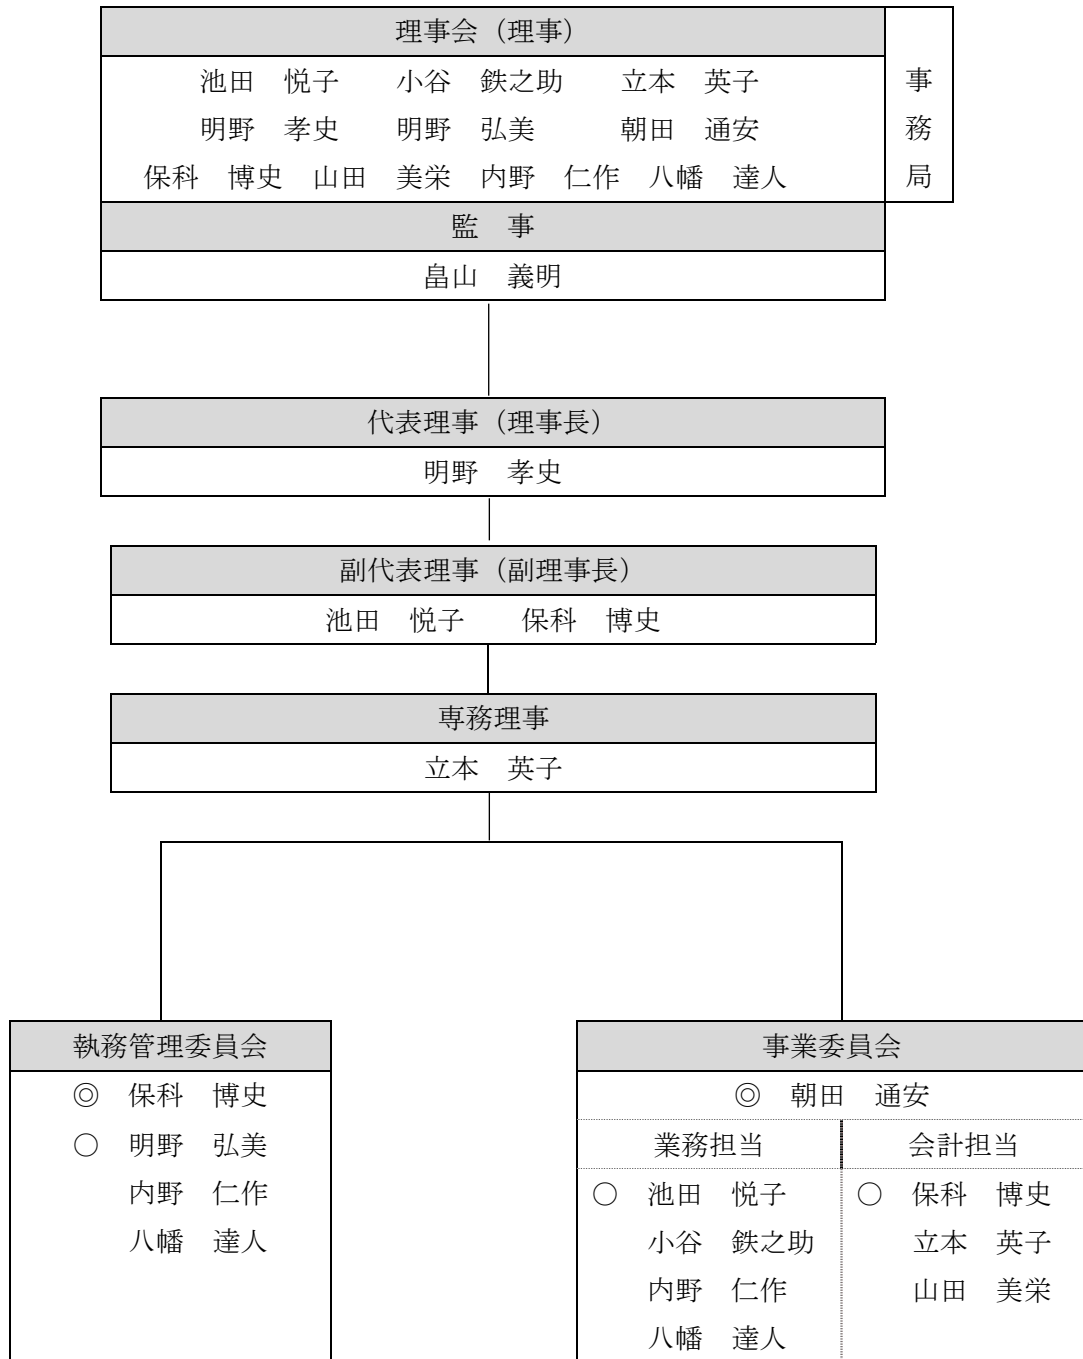 理事会（理事）
池田　悦子　　小谷　鉄之助　　立本　英子
明野　孝史　　明野　弘美　　　朝田　通安
保科　博史　山田　美栄　内野　仁作　八幡　達人
事務局
監　事
畠山　義明
代表理事（理事長）
明野　孝史
副代表理事（副理事長）
池田　悦子　　保科　博史
専務理事
立本　英子
執務管理委員会
◎　保科　博史
○　明野　弘美
内野　仁作
八幡　達人
事業委員会
◎　朝田　通安
業務担当
○　池田　悦子
小谷　鉄之助
内野　仁作
八幡　達人
会計担当
○　保科　博史
立本　英子
山田　美栄